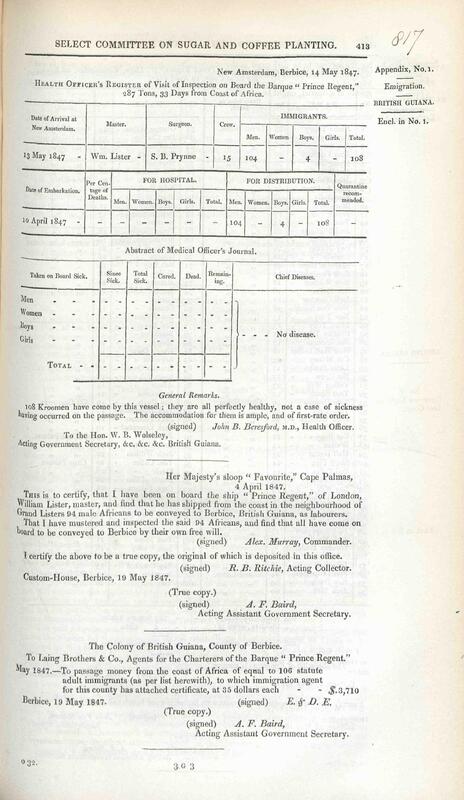 817
SELECT COMMITTEE ON SUGAR AND COFFEE PLANTING. 413
Appendix, No. 1.
Emigration.
BRITISH GUIANA.
Encl. in No. 1.
New Amsterdam, Berbice, 14 May 1847.
HEALTH OFFICER'S REGISTER of Visit of Inspection on Board the Barque " Prince Regent,"
287 Tons, 33 Days from Coast of Africa.
Date of Arrival at New Amsterdam. Master. Surgeon. Crew. IMMIGRANTS.
Men. Women Boys. Girls. Total.
13 May 1847 - Wm. Lister - S. B. Prynne - 15 104 - 4 - 108
Date of Embarkation. Per Centage of Deaths. FOR HOSPITAL. FOR DISTRIBUTION. Quarantine recommended.
Men. Women. Boys. Girls. Total. Men. Women. Boys. Girls. Total.
10 April 1847 - - - - - - - 104 - 4 - 108 -
Abstract of Medical Officer's Journal.
Taken on Board Sick. Since Sick. Total Sick. Cured. Dead. Remaining. Chief Diseases.
Men - - - - - - - -
Women - - - - - - - -
Boys - - - - - - - -
Girls - - - - - - - -
- - - No disease.
TOTAL - - - - - - -
General Remarks.
108 Kroomen have come by this vessel; they are all perfectly healthy, not a case of sickness
having occurred on the passage. The accommodation for them is ample, and of first-rate order.
(signed) John B. Beresford, M.D., Health Officer.
To the Hon. W. B. Wolseley,
Acting Government Secretary, &c. &c. &c. British Guiana.
Her Majesty's sloop " Favourite," Cape Palmas,
4 April 1847.
THIS is to certify, that I have been on board the ship " Prince Regent," of London,
William Lister, master, and find that he has shipped from the coast in the neighbourhood of
Grand Listers 94 male Africans to be conveyed to Berbice, British Guiana, as labourers.
That I have mustered and inspected the said 94 Africans, and find that all have come on
board to be conveyed to Berbice by their own free will.
(signed) Alex. Murray, Commander.
I certify the above to be a true copy, the original of which is deposited in this office.
(signed) R. B. Ritchie, Acting Collector.
Custom-House, Berbice, 19 May 1847.
(True copy.)
(signed) A. F. Baird,
Acting Assistant Government Secretary.
The Colony of British Guiana, County of Berbice.
To Laing Brothers & Co., Agents for the Charterers of the Barque " Prince Regent."
May 1847.—To passage money from the coast of Africa of equal to 106 statute
adult immigrants (as per list herewith), to which immigration agent
for this county has attached certificate, at 35 dollars each - - $.3,710
Berbice, 19 May 1847. (signed) E. & D. E.
(True copy.)
(signed) A. F. Baird,
Acting Assistant Government Secretary.
0 32. 3 G 3